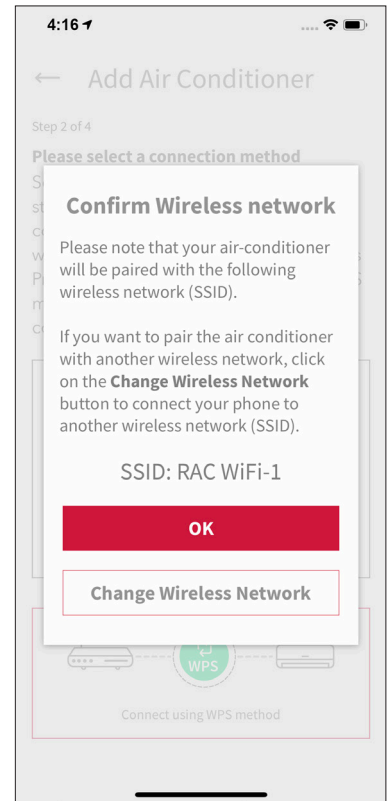 4:16
Add Air Conditioner
Step 2 of 4
Please select a connection method
Confirm Wireless network
Please note that your air-conditioner
will be paired with the following
wireless network (SSID).
If you want to pair the air conditioner
with another wireless network, click
on the Change Wireless Network
button to connect your phone to
another wireless network (SSID).
SSID: RAC WiFi-1
OK
Change Wireless Network
WPS
Connect using WPS method